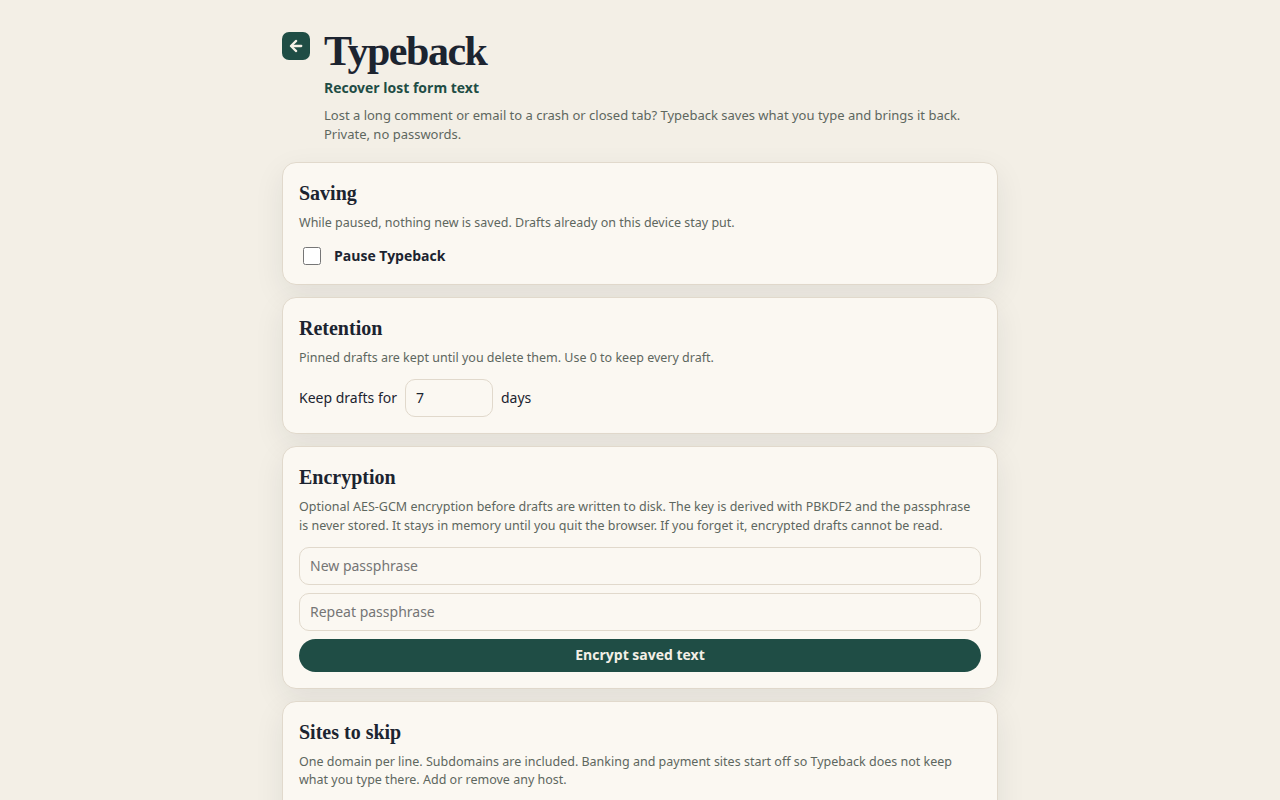 Typeback
Recover lost form text
Lost a long comment or email to a crash or closed tab? Typeback saves what you type and brings it back.
Private, no passwords.
Saving
While paused, nothing new is saved. Drafts already on this device stay put.
Pause Typeback
Retention
Pinned drafts are kept until you delete them. Use 0 to keep every draft.
Keep drafts for 7 days
Encryption
Optional AES-GCM encryption before drafts are written to disk. The key is derived with PBKDF2 and the passphrase
is never stored. It stays in memory until you quit the browser. If you forget it, encrypted drafts cannot be read.
New passphrase
Repeat passphrase
Encrypt saved text
Sites to skip
One domain per line. Subdomains are included. Banking and payment sites start off so Typeback does not keep
what you type there. Add or remove any host.